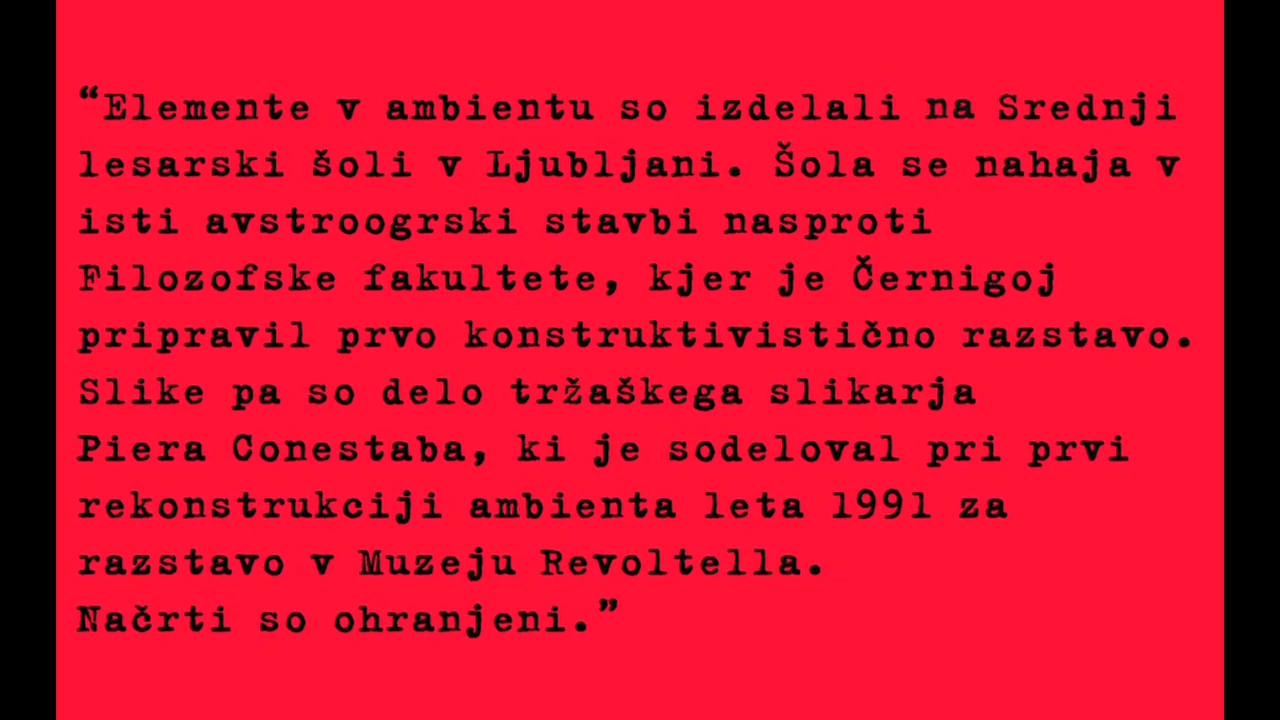 “Elemente v ambientu so izdelali na Srednji
lesarski šoli v Ljubljani. Šola se nahaja v
isti avstroogrski stavbi nasproti
Filozofske fakultete, kjer je Černigoj
pripravil prvo konstruktivistično razstavo.
Slike pa so delo tržaškega slikarja
Piera Conestaba, ki je sodeloval pri prvi
rekonstrukciji ambienta leta 1991 za
razstavo v Muzeju Revoltella.
Načrti so ohranjeni.”